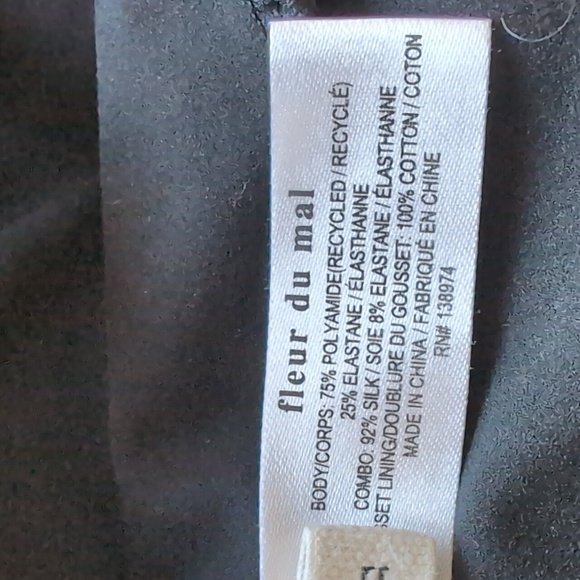 fleur du mal
BODY/CORPS: 75% POLYAMIDE(RECYCLED / RECYCLÉ)
25% ELASTANE / ÉLASTHANNE
COMBO: 92% SILK / SOIE 8% ELASTANE / ÉLASTHANNE
SSET LINING/DOUBLURE DU GOUSSET: 100% COTTON / COTON
MADE IN CHINA / FABRIQUÉ EN CHINE
RN# 138974